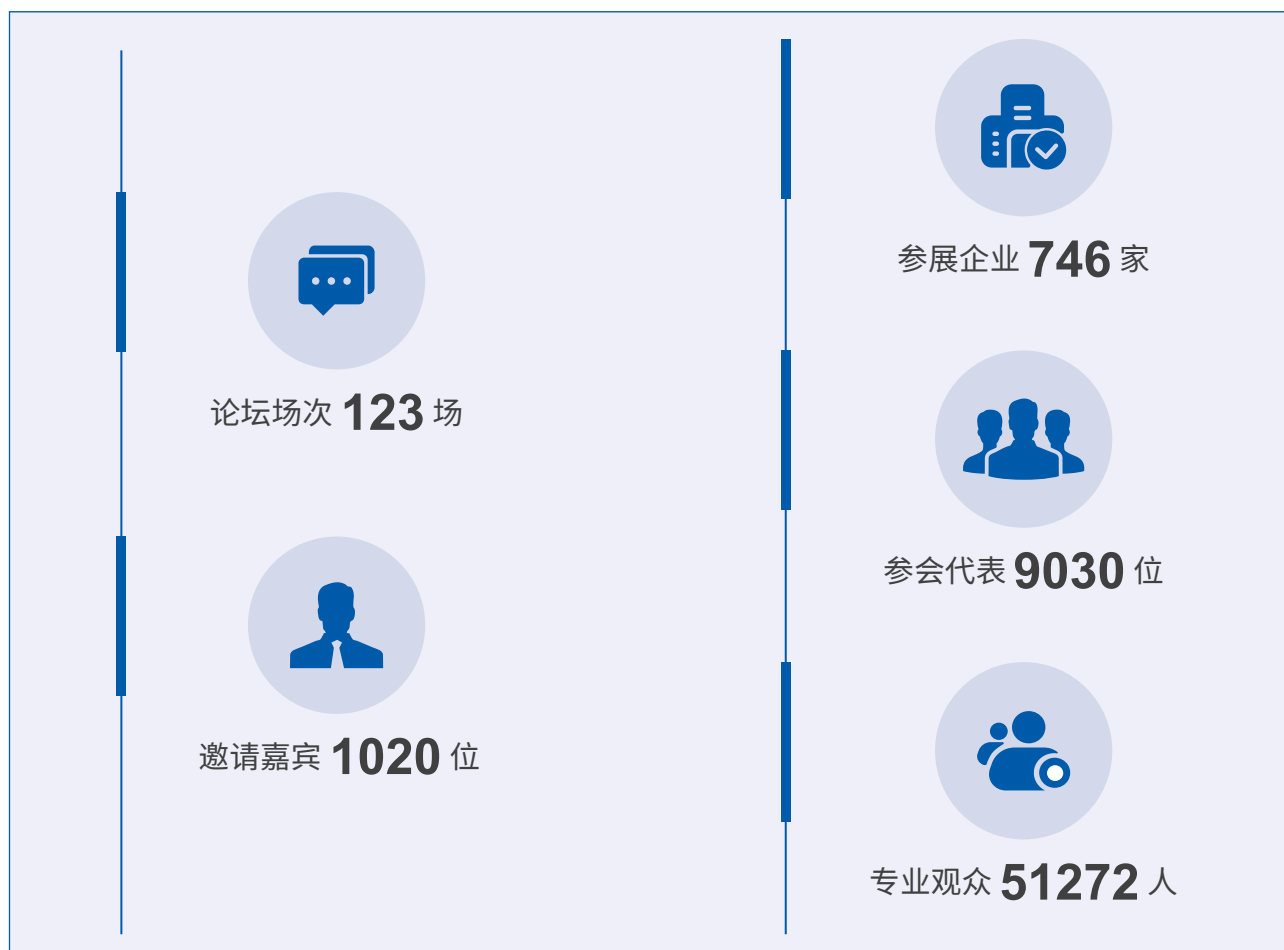 论坛场次 123 场
邀请嘉宾 1020 位
参展企业 746 家
参会代表 9030 位
专业观众 51272 人